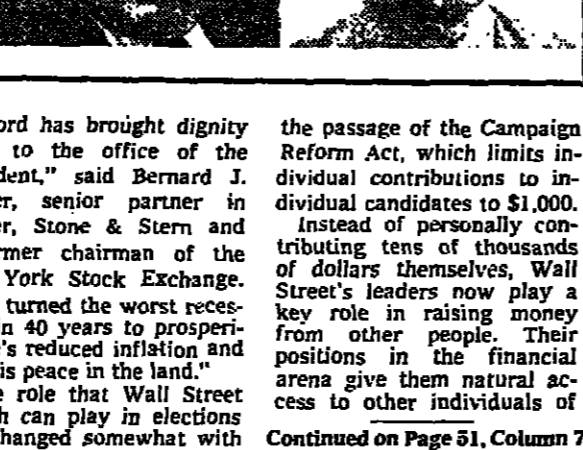 ord has brought dignity
to the office of the
dent," said Bernard J.
er, senior partner in
er, Stone & Stern and
rmer chairman of the
York Stock Exchange.
turned the worst reces-
n 40 years to prosperi-
's reduced inflation and
is peace in the land."
e role that Wall Street
h can play in elections
hanged somewhat with
the passage of the Campaign
Reform Act, which limits in-
dividual contributions to in-
dividual candidates to $1,000.
Instead of personally con-
tributing tens of thousands
of dollars themselves, Wall
Street's leaders now play a
key role in raising money
from other people. Their
positions in the financial
arena give them natural ac-
cess to other individuals of
Continued on Page 51, Column 7